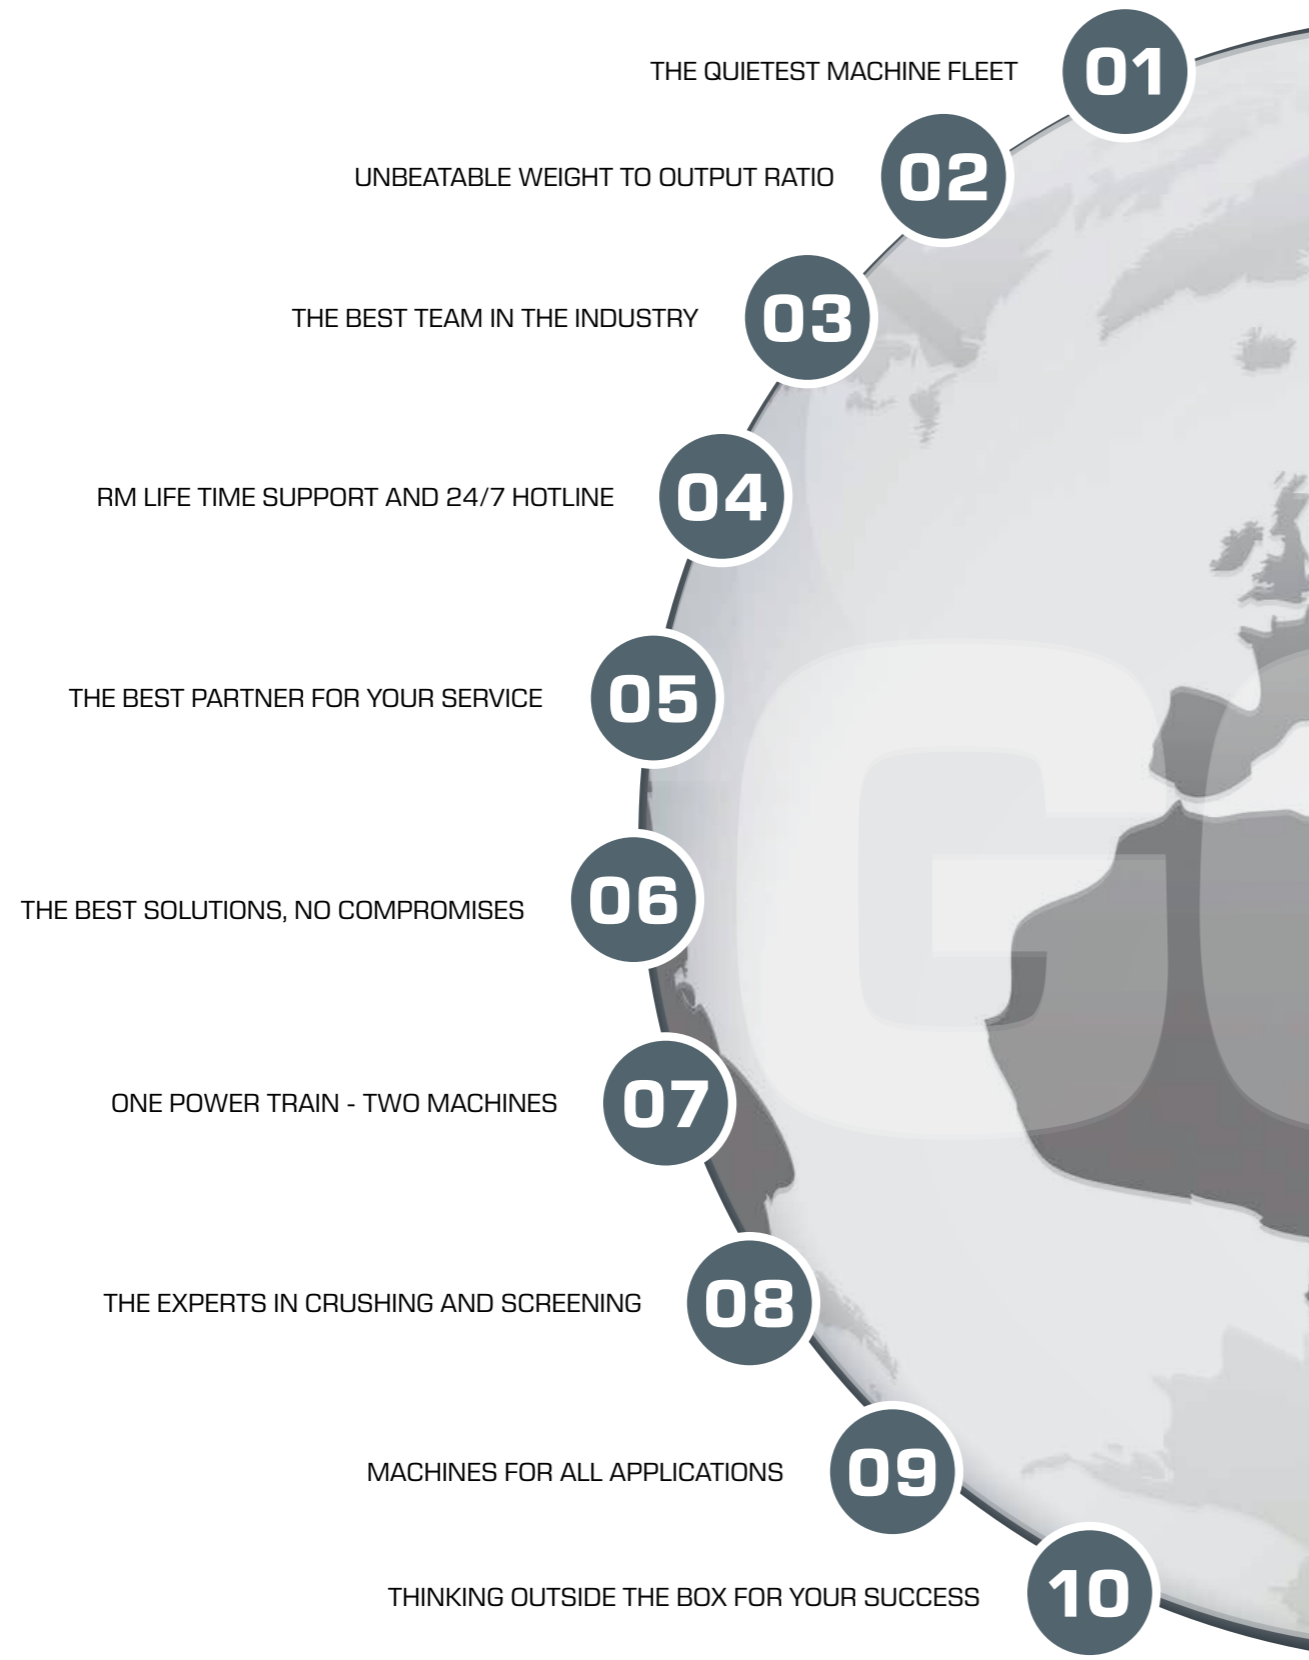 THE QUIETEST MACHINE FLEET 01
UNBEATABLE WEIGHT TO OUTPUT RATIO 02
THE BEST TEAM IN THE INDUSTRY 03
RM LIFE TIME SUPPORT AND 24/7 HOTLINE 04
THE BEST PARTNER FOR YOUR SERVICE 05
THE BEST SOLUTIONS, NO COMPROMISES 06
ONE POWER TRAIN - TWO MACHINES 07
THE EXPERTS IN CRUSHING AND SCREENING 08
MACHINES FOR ALL APPLICATIONS 09
THINKING OUTSIDE THE BOX FOR YOUR SUCCESS 10